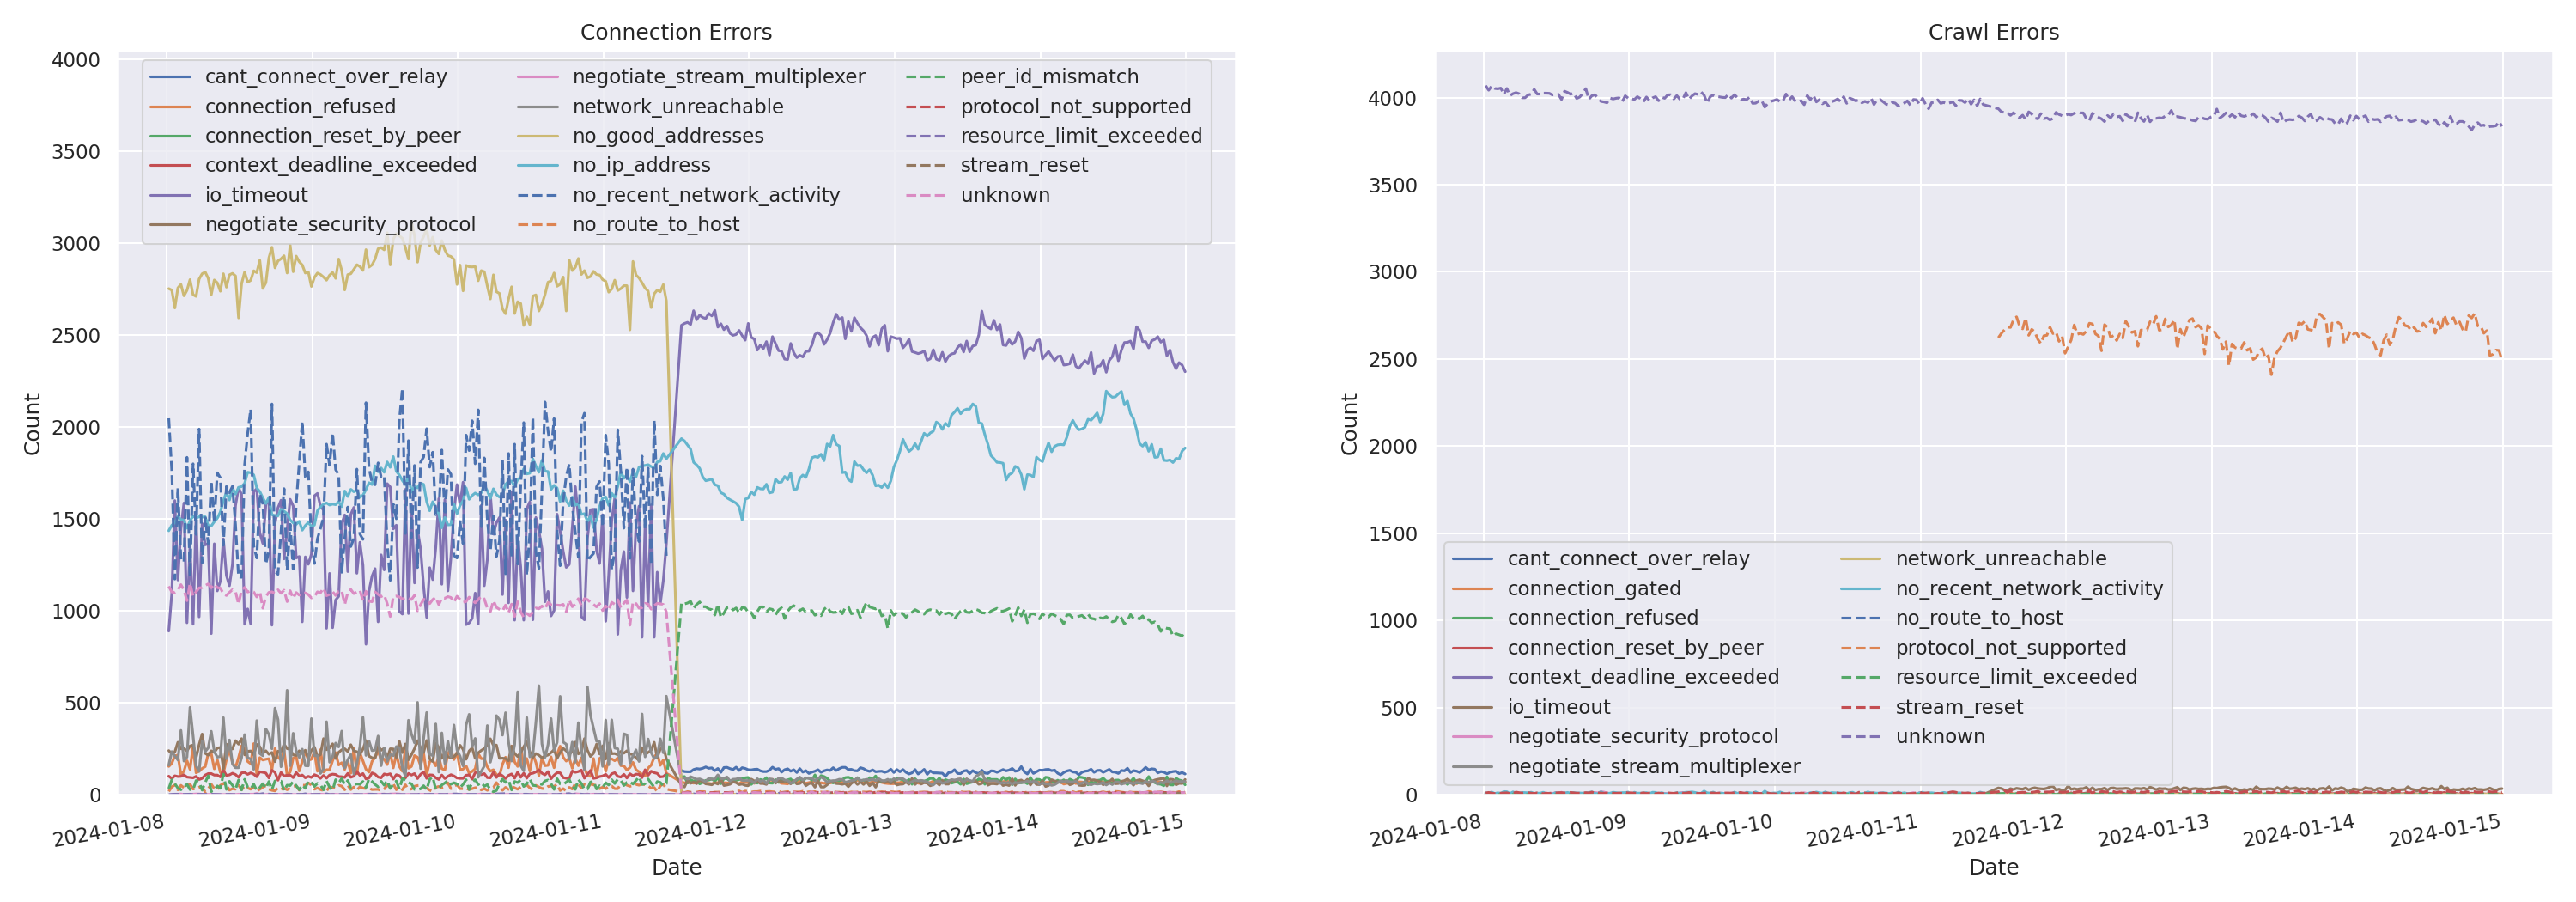 Connection Errors
4000
3500
3000
2500
2000
1500
1000
500
0
Count
cant_connect_over_relay
connection_refused
connection_reset_by_peer
context_deadline_exceeded
io_timeout
negotiate_security_protocol
negotiate_stream_multiplexer
network_unreachable
no_good_addresses
no_ip_address
no_recent_network_activity
no_route_to_host
peer_id_mismatch
protocol_not_supported
resource_limit_exceeded
stream_reset
unknown
2024-01-08
2024-01-09
2024-01-10
2024-01-11
2024-01-12
2024-01-13
2024-01-14
2024-01-15
Date
Crawl Errors
4000
3500
3000
2500
2000
1500
1000
500
0
Count
cant_connect_over_relay
connection_gated
connection_refused
connection_reset_by_peer
context_deadline_exceeded
io_timeout
negotiate_security_protocol
negotiate_stream_multiplexer
network_unreachable
no_recent_network_activity
no_route_to_host
protocol_not_supported
resource_limit_exceeded
stream_reset
unknown
2024-01-08
2024-01-09
2024-01-10
2024-01-11
2024-01-12
2024-01-13
2024-01-14
2024-01-15
Date